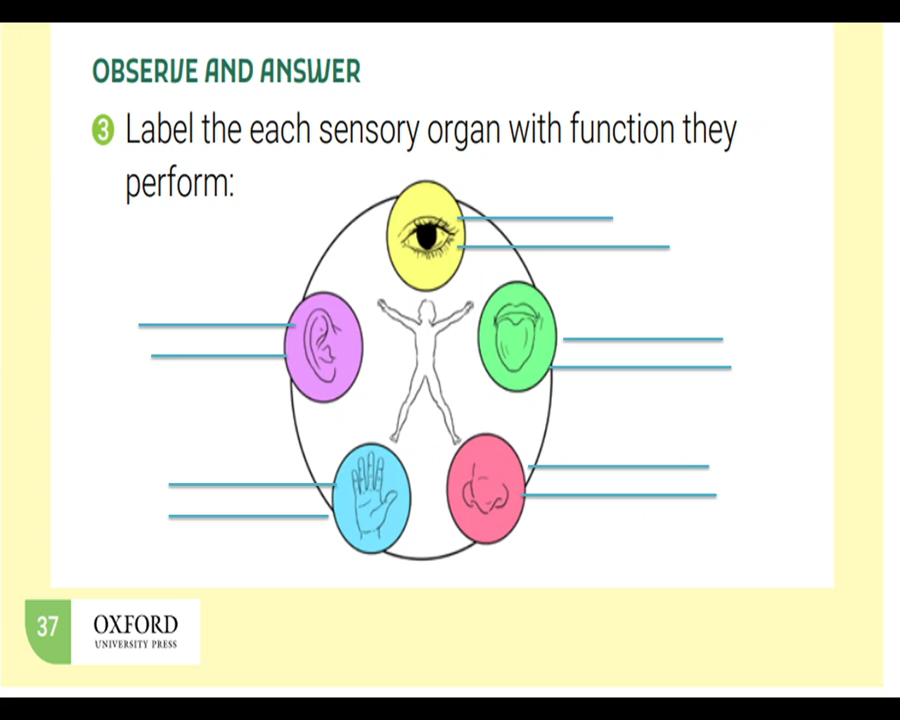 OBSERVE AND ANSWER
3 Label the each sensory organ with function they
perform:
37
OXFORD
UNIVERSITY PRESS